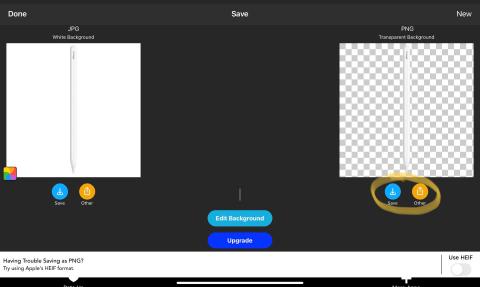 Done
Save
New
JPG
White Background
PNG
Transparent Background
Save
Other
Save
Other
Edit Background
Upgrade
Having Trouble Saving as PNG?
Try using Apple's HEIF format.
Use HEIF